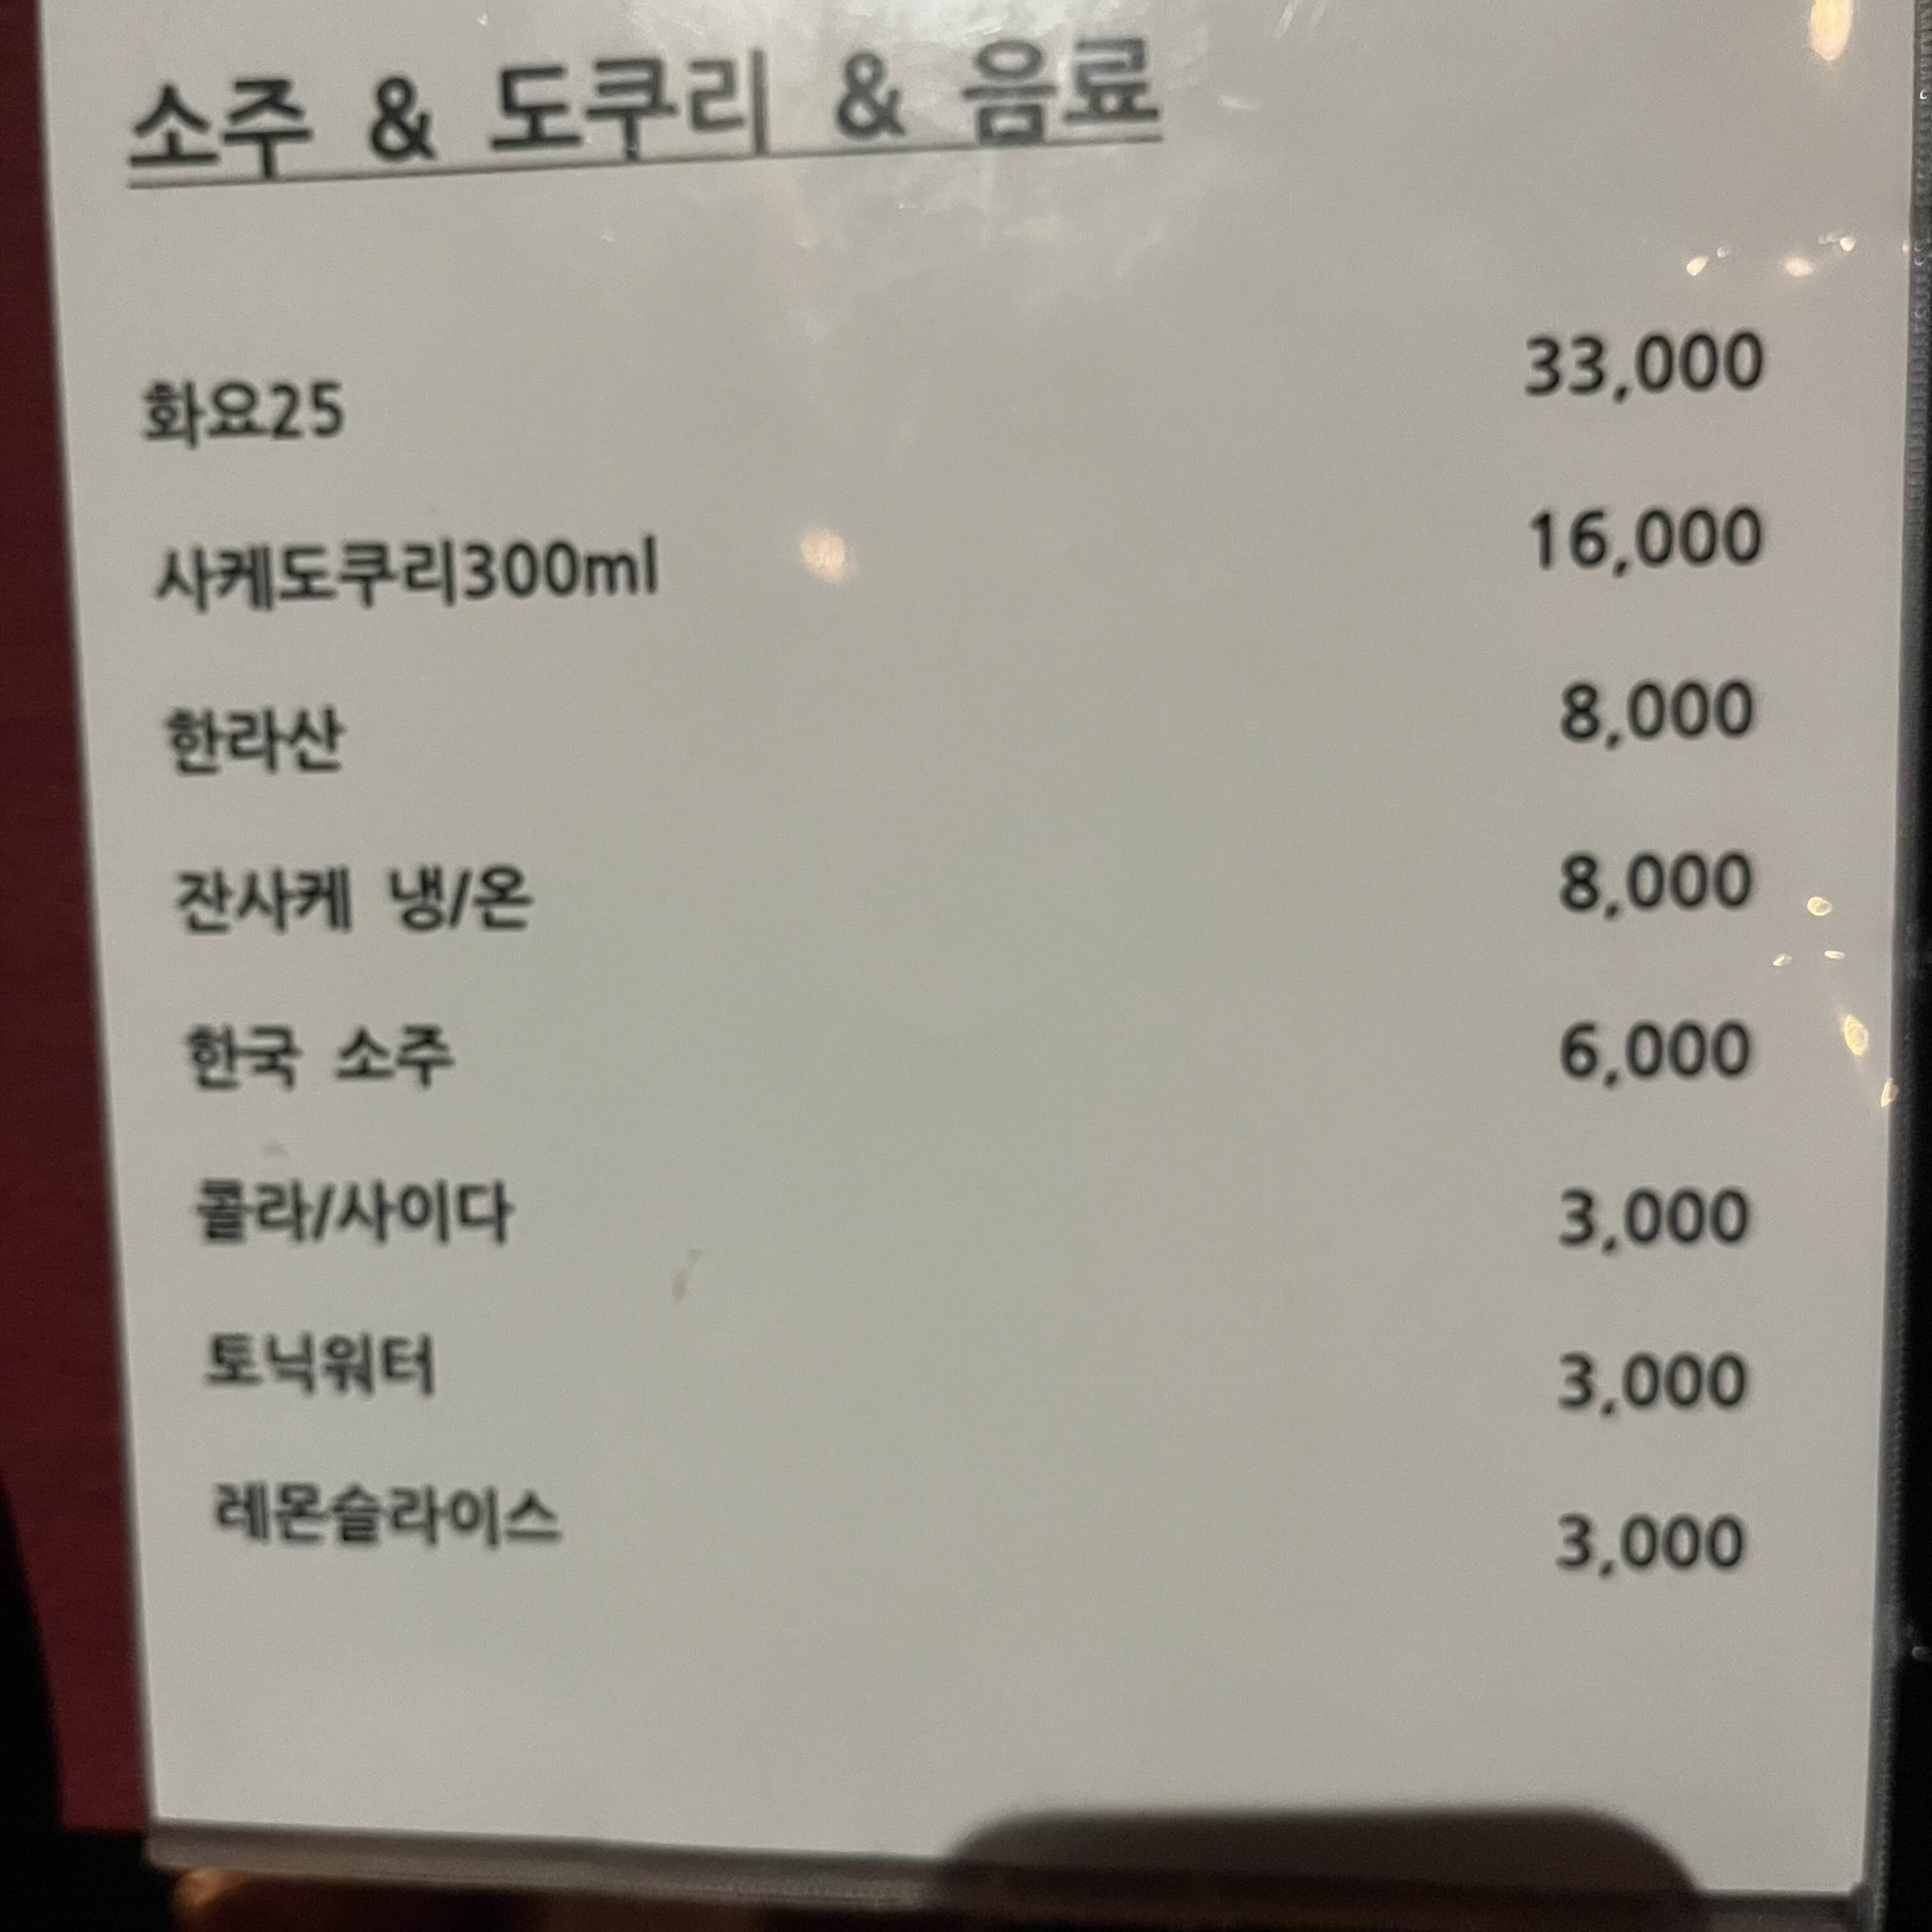 소주 & 도쿠리 & 음료
화요25 33,000
사케도쿠리300ml 16,000
한라산 8,000
잔사케 냉/온 8,000
한국 소주 6,000
콜라/사이다 3,000
토닉워터 3,000
레몬슬라이스 3,000